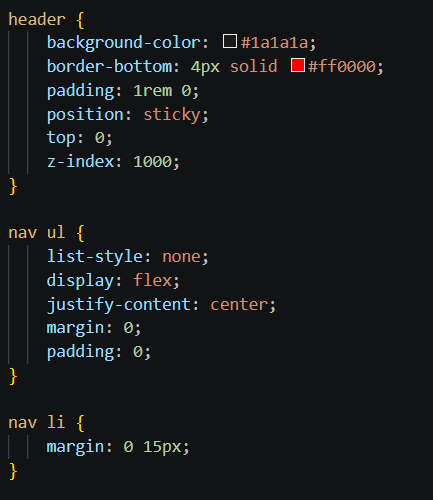 header {
    background-color: #1a1a1a;
    border-bottom: 4px solid #ff0000;
    padding: 1rem 0;
    position: sticky;
    top: 0;
    z-index: 1000;
}

nav ul {
    list-style: none;
    display: flex;
    justify-content: center;
    margin: 0;
    padding: 0;
}

nav li {
    margin: 0 15px;
}